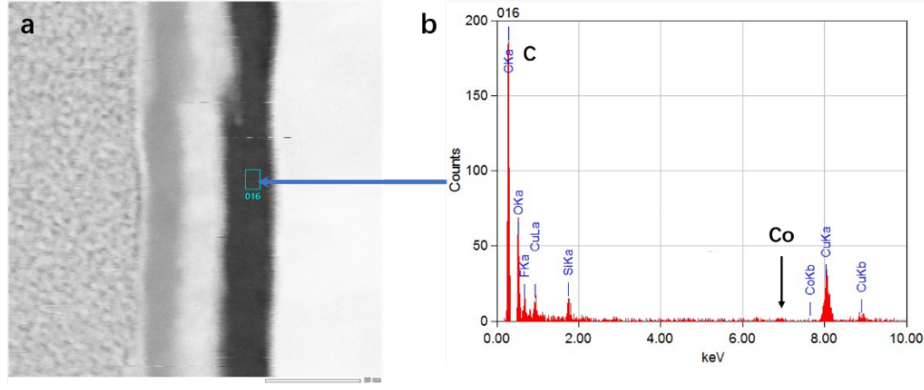 a
016
b
016
200
150
100
50
0
Counts
CKa
C
OKa
FKa
CuLa
SiKa
Co
CoKb
CuKa
CuKb
0.00
2.00
4.00
6.00
8.00
10.00
keV